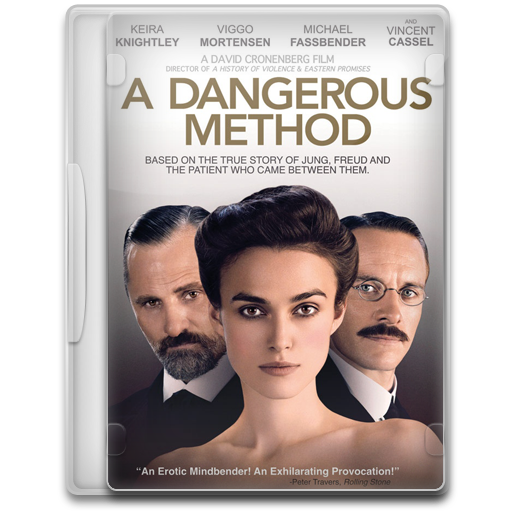 KEIRA KNIGHTLEY VIGGO MORTENSEN MICHAEL FASSBENDER AND VINCENT CASSEL
A DAVID CRONENBERG FILM
DIRECTOR OF A HISTORY OF VIOLENCE & EASTERN PROMISES
A DANGEROUS
METHOD
BASED ON THE TRUE STORY OF JUNG, FREUD AND
THE PATIENT WHO CAME BETWEEN THEM.
“An Erotic Mindbender! An Exhilarating Provocation!”
-Peter Travers, Rolling Stone